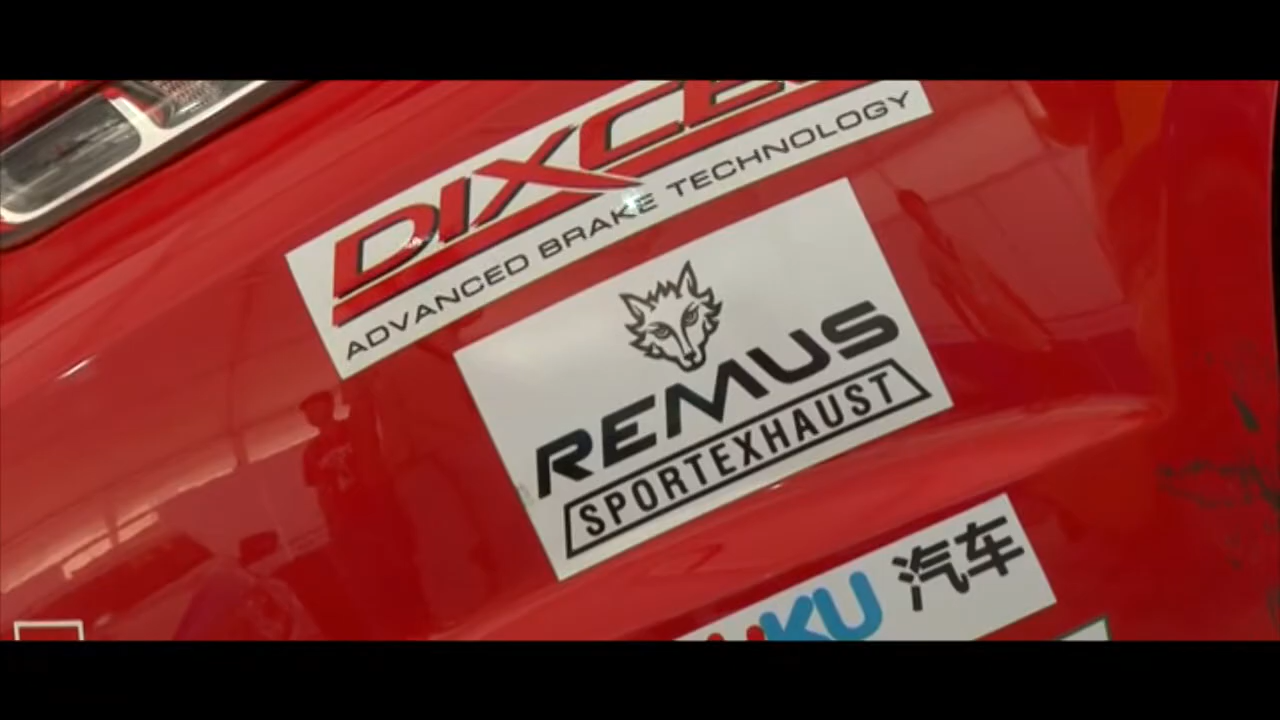 DIXCEL
ADVANCED BRAKE TECHNOLOGY
REMUS
SPORTEXHAUST
KU 汽车